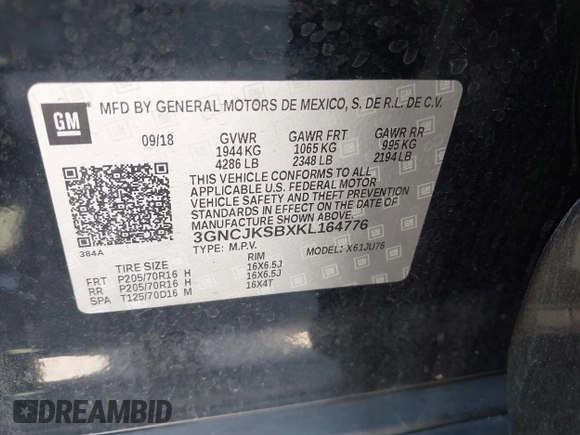 GM
MFD BY GENERAL MOTORS DE MEXICO, S. DE R.L. DE C.V.
09/18 GVWR GAWR FRT GAWR RR
1944 KG 1065 KG 995 KG
4286 LB 2348 LB 2194 LB
THIS VEHICLE CONFORMS TO ALL
APPLICABLE U.S. FEDERAL MOTOR
VEHICLE SAFETY AND THEFT PREVENTION
STANDARDS IN EFFECT ON THE DATE OF
MANUFACTURE SHOWN ABOVE.
3GNCJKSBXKL164776
384A TYPE: M.P.V. MODEL: X61JU76
TIRE SIZE RIM
FRT P205/70R16 H 16X6.5J
RR P205/70R16 H 16X6.5J
SPA T125/70D16 M 16X4T
DREAMBID